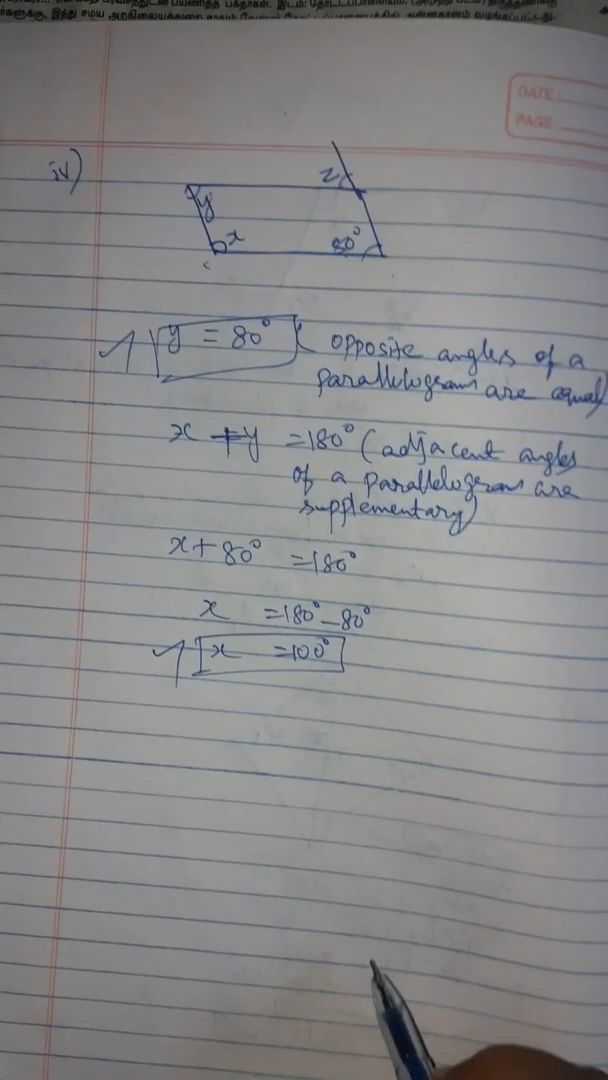 DATE:
PAGE
iv)
z
y
x
80°
y = 80° ( opposite angles of a
parallelogram are equal)
x + y = 180° ( adjacent angles
of a parallelogram are
supplementary)
x + 80° = 180°
x = 180° - 80°
x = 100°